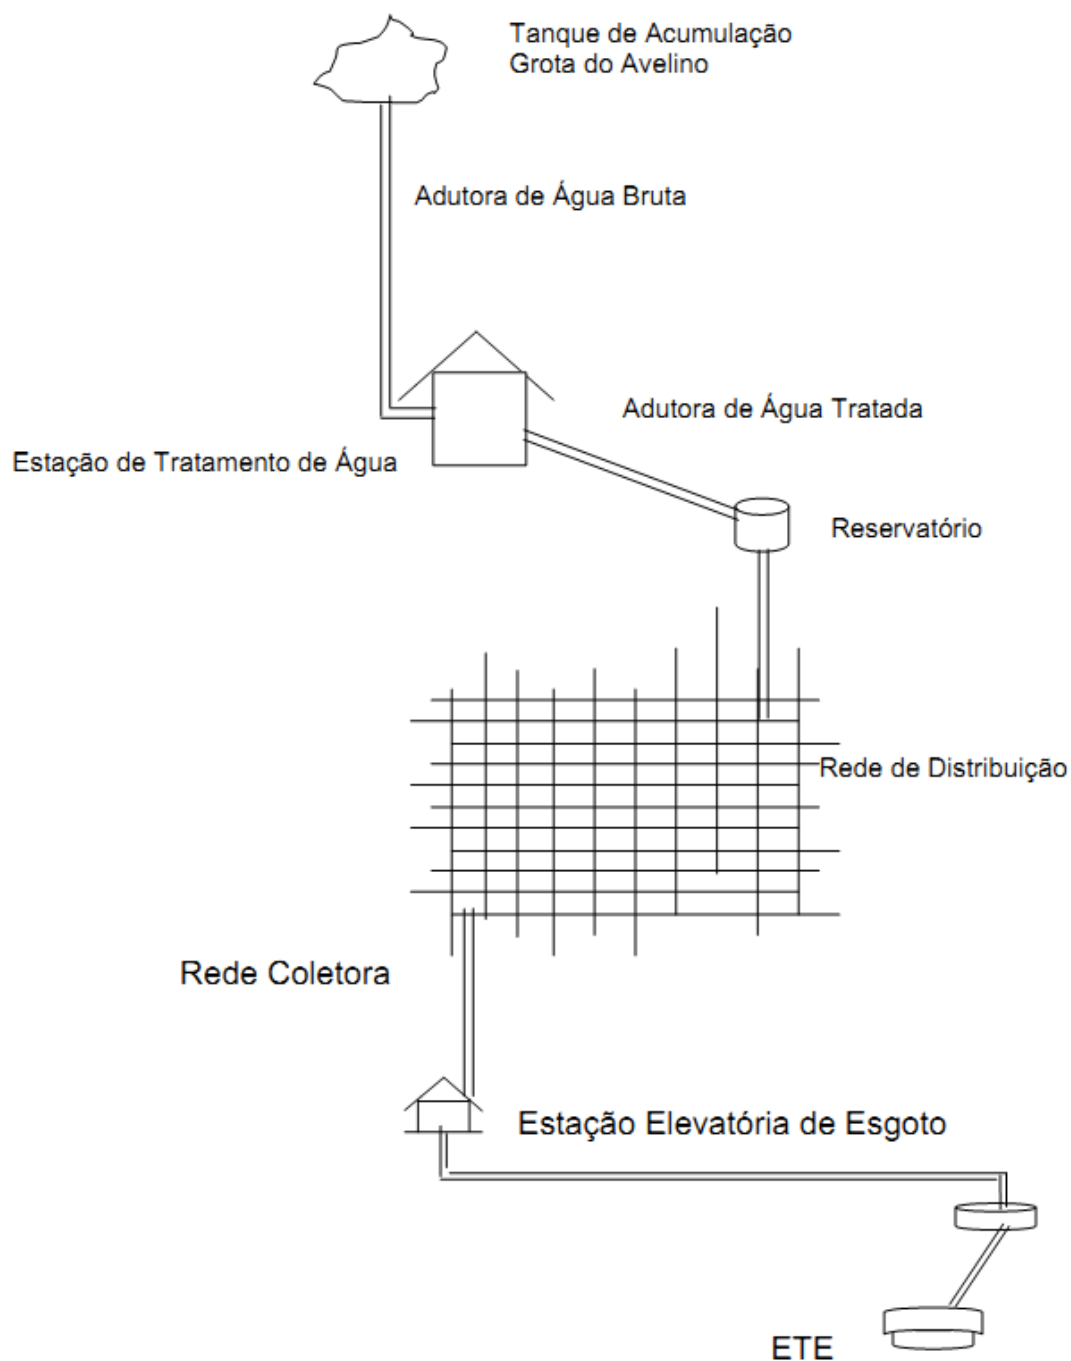 Tanque de Acumulação
Grota do Avelino
Adutora de Água Bruta
Adutora de Água Tratada
Estação de Tratamento de Água
Reservatório
Rede de Distribuição
Rede Coletora
Estação Elevatória de Esgoto
ETE